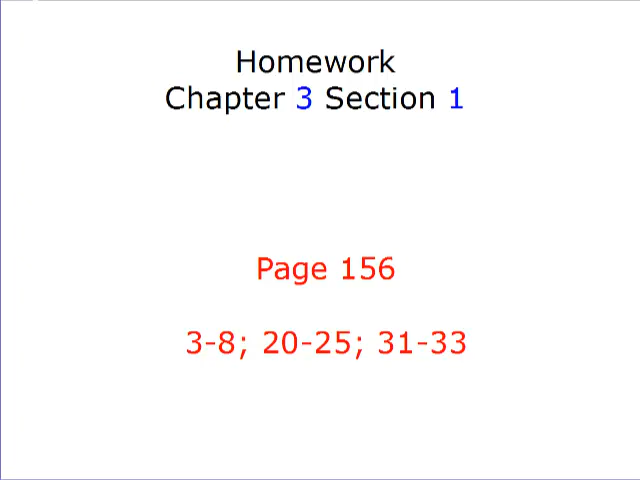 Homework
Chapter 3 Section 1
Page 156
3-8; 20-25; 31-33